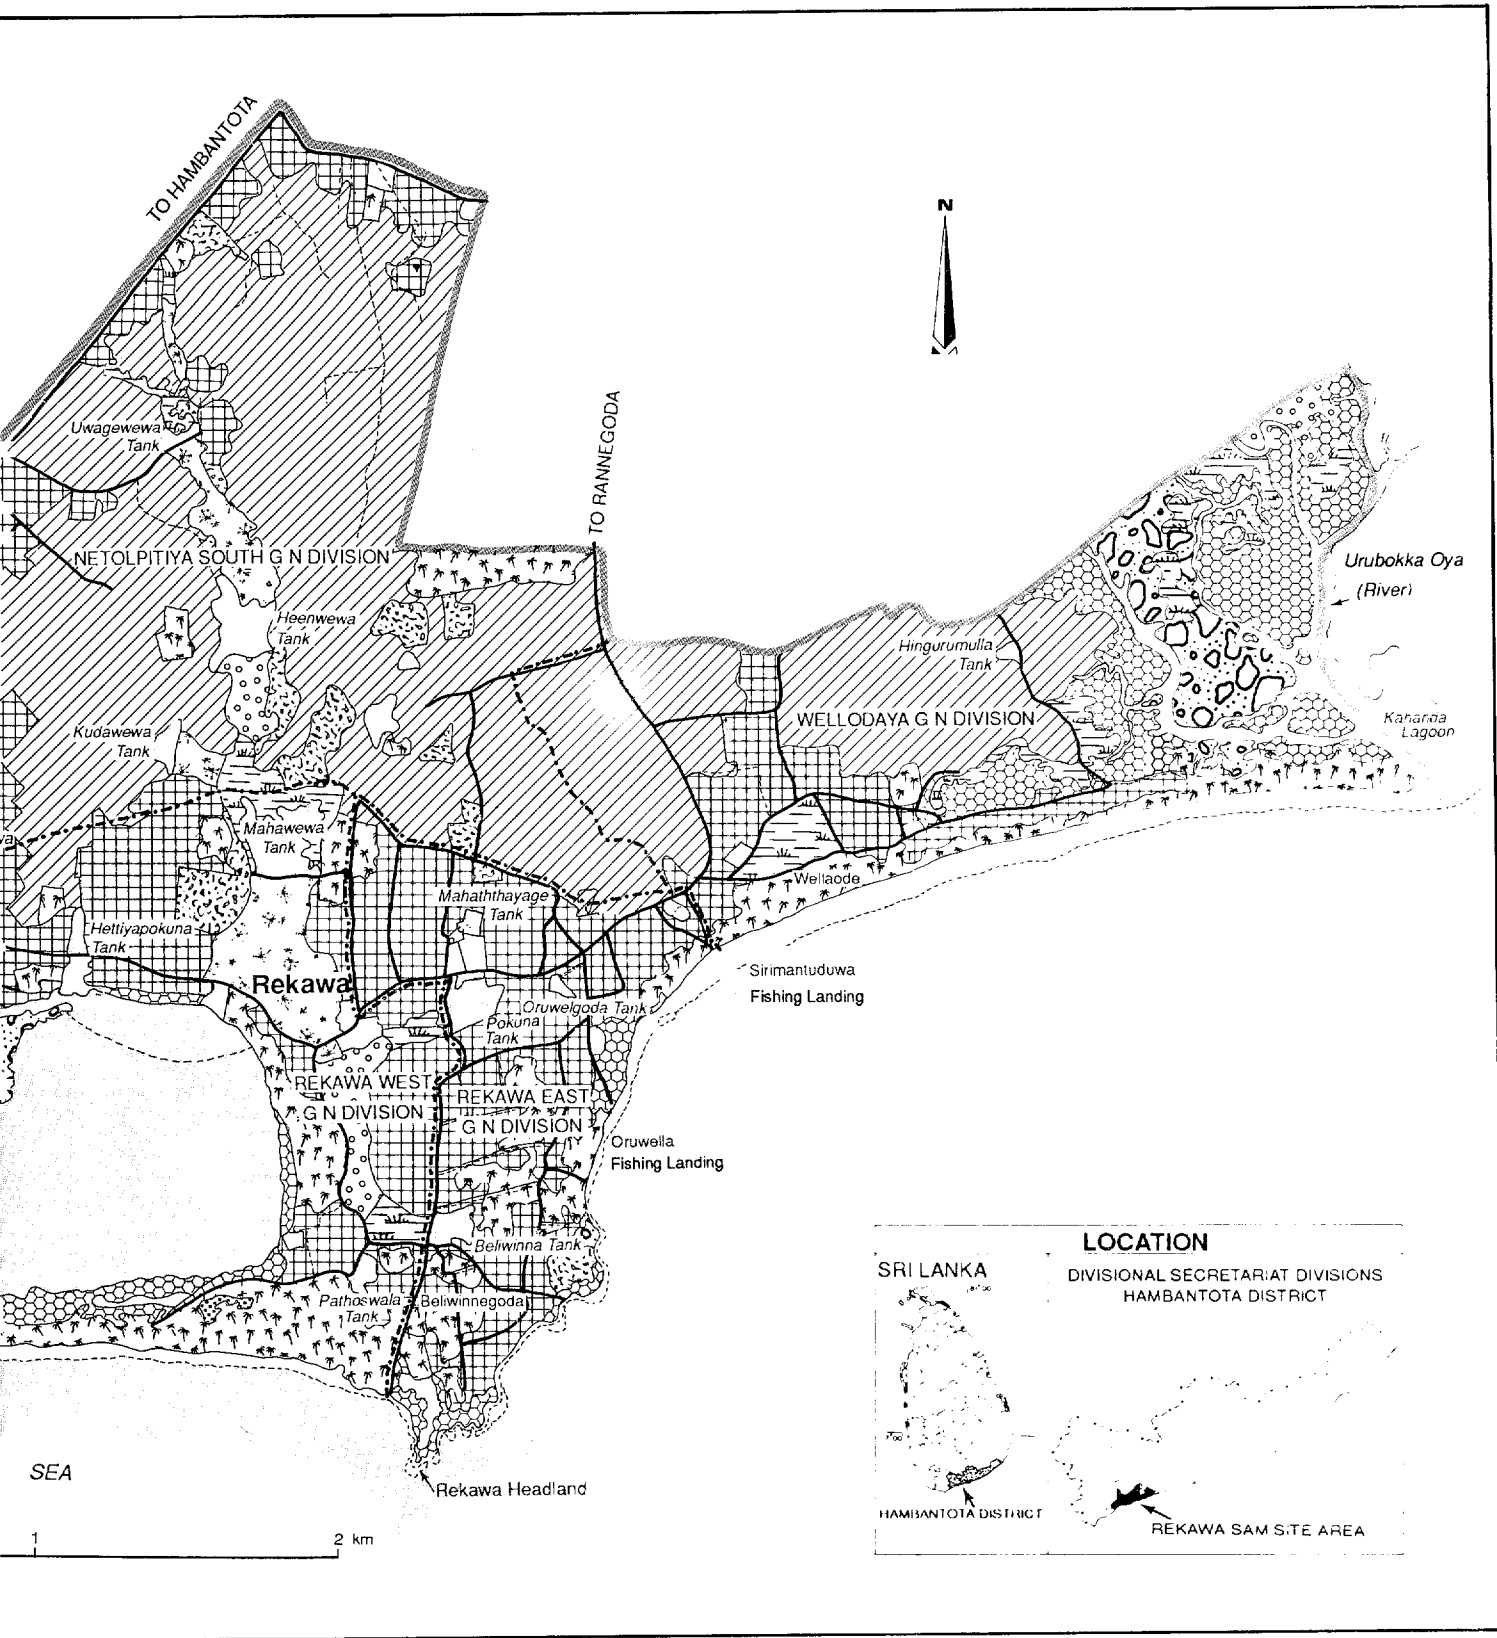 TO HAMBANTOTA
N
Uwagewewa
Tank
TO RANNEGODA
NETOLPITIYA SOUTH G N DIVISION
Urubokka Oya
(River)
Heenwewa
Tank
Hingurumulla
Tank
WELLODAYA G N DIVISION
Kahanda
Lagoon
Kudawewa
Tank
Mahawewa
Tank
Wellaode
Mahaththayage
Tank
Hettiyapokuna
Tank
Sirimantuduwa
Fishing Landing
Rekawa
Oruwelgoda Tank
Pokuna
Tank
REKAWA WEST
G N DIVISION
REKAWA EAST
G N DIVISION
Oruwella
Fishing Landing
Beliwinna Tank
Pathoswala
Tank
Beliwinnegoda
SEA
Rekawa Headland
1
2 km
LOCATION
SRI LANKA
DIVISIONAL SECRETARIAT DIVISIONS
HAMBANTOTA DISTRICT
HAMBANTOTA DISTRICT
REKAWA SAM SITE AREA